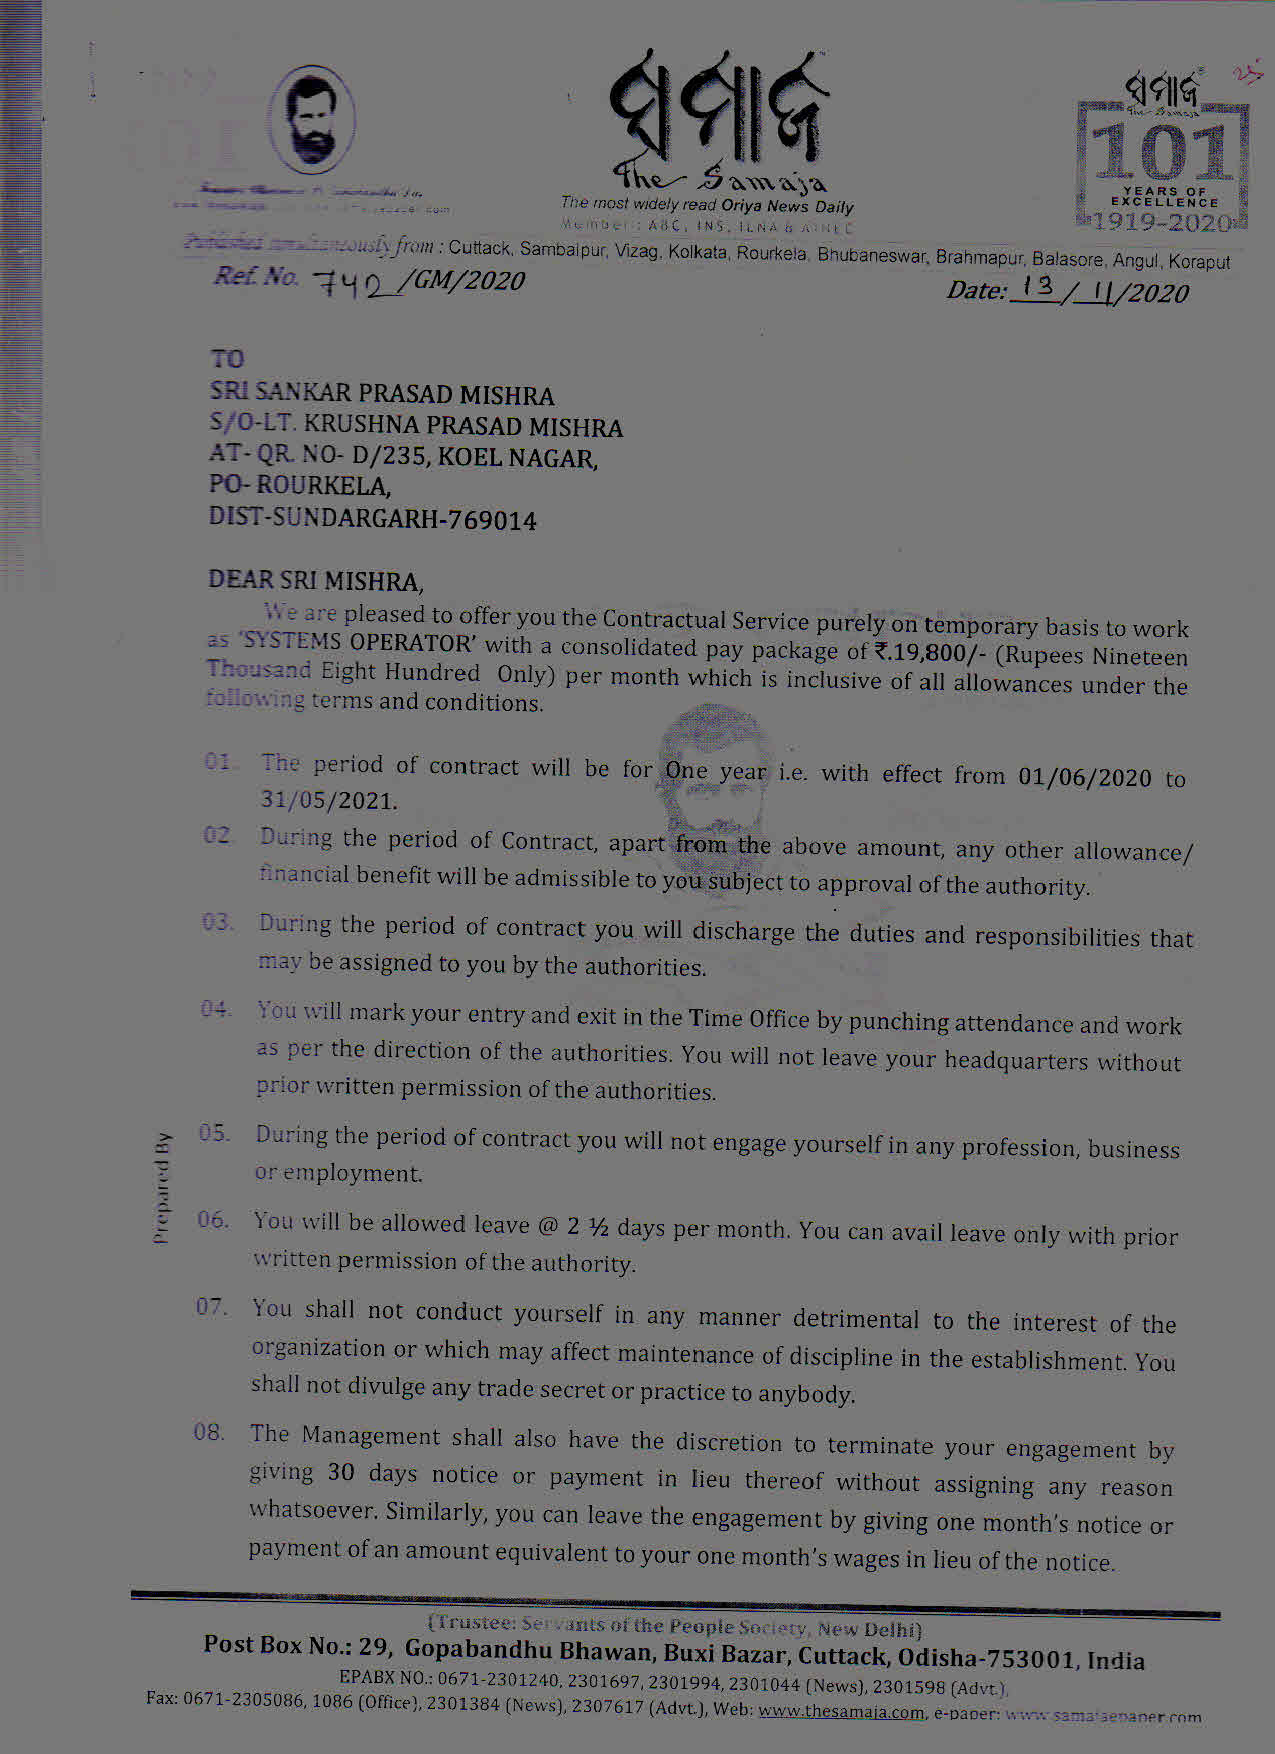 ସମାଜ
The Samaja
The most widely read Oriya News Daily
Member : ABC, INS, ILNA &
ସମାଜ
The Samaja
101
YEARS OF
EXCELLENCE
1919-2020
Published simultaneously from : Cuttack, Sambalpur, Vizag, Kolkata, Rourkela, Bhubaneswar, Brahmapur, Balasore, Angul, Koraput
Ref. No. 742/GM/2020
Date: 13/11/2020
TO
SRI SANKAR PRASAD MISHRA
S/O-LT. KRUSHNA PRASAD MISHRA
AT- QR. NO- D/235, KOEL NAGAR,
PO- ROURKELA,
DIST-SUNDARGARH-769014
DEAR SRI MISHRA,
We are pleased to offer you the Contractual Service purely on temporary basis to work
as 'SYSTEMS OPERATOR' with a consolidated pay package of ₹.19,800/- (Rupees Nineteen
Thousand Eight Hundred Only) per month which is inclusive of all allowances under the
following terms and conditions.
01. The period of contract will be for One year i.e. with effect from 01/06/2020 to
31/05/2021.
02. During the period of Contract, apart from the above amount, any other allowance/
financial benefit will be admissible to you subject to approval of the authority.
03. During the period of contract you will discharge the duties and responsibilities that
may be assigned to you by the authorities.
04. You will mark your entry and exit in the Time Office by punching attendance and work
as per the direction of the authorities. You will not leave your headquarters without
prior written permission of the authorities.
05. During the period of contract you will not engage yourself in any profession, business
or employment.
06. You will be allowed leave @ 2 ½ days per month. You can avail leave only with prior
written permission of the authority.
07. You shall not conduct yourself in any manner detrimental to the interest of the
organization or which may affect maintenance of discipline in the establishment. You
shall not divulge any trade secret or practice to anybody.
08. The Management shall also have the discretion to terminate your engagement by
giving 30 days notice or payment in lieu thereof without assigning any reason
whatsoever. Similarly, you can leave the engagement by giving one month's notice or
payment of an amount equivalent to your one month's wages in lieu of the notice.
Prepared By
(Trustee: Servants of the People Society, New Delhi)
Post Box No.: 29, Gopabandhu Bhawan, Buxi Bazar, Cuttack, Odisha-753001, India
EPABX NO.: 0671-2301240, 2301697, 2301994, 2301044 (News), 2301598 (Advt.),
Fax: 0671-2305086, 1086 (Office), 2301384 (News), 2307617 (Advt.), Web: www.thesamaja.com, e-paper: www.samajaepaper.com